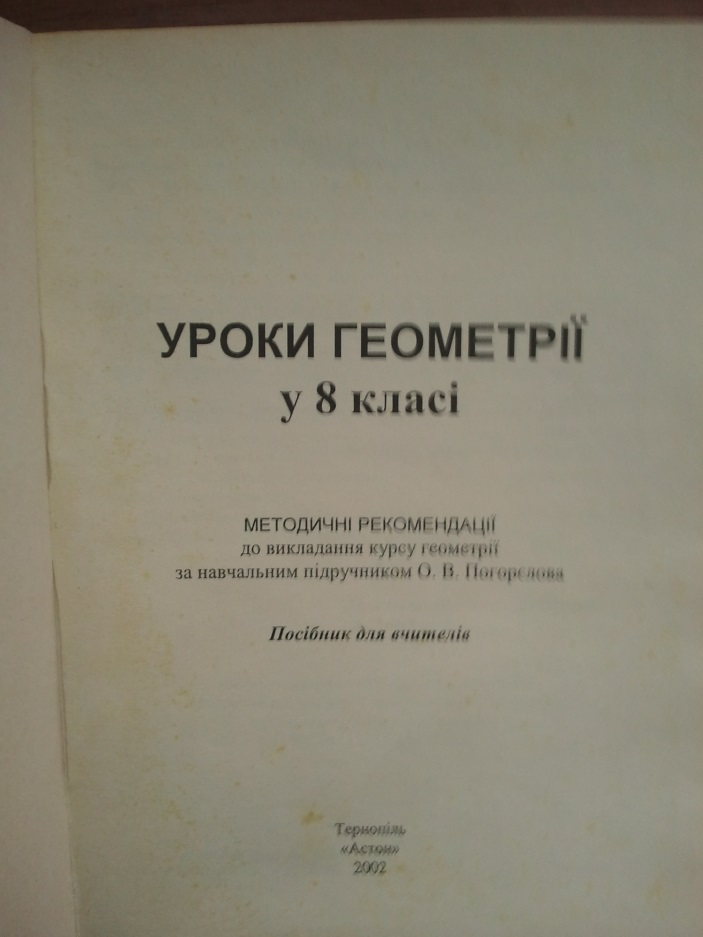 УРОКИ ГЕОМЕТРІЇ
у 8 класі
МЕТОДИЧНІ РЕКОМЕНДАЦІЇ
до викладання курсу геометрії
за навчальним підручником О. В. Погорєлова
Посібник для вчителів
Тернопіль
«Астон»
2002